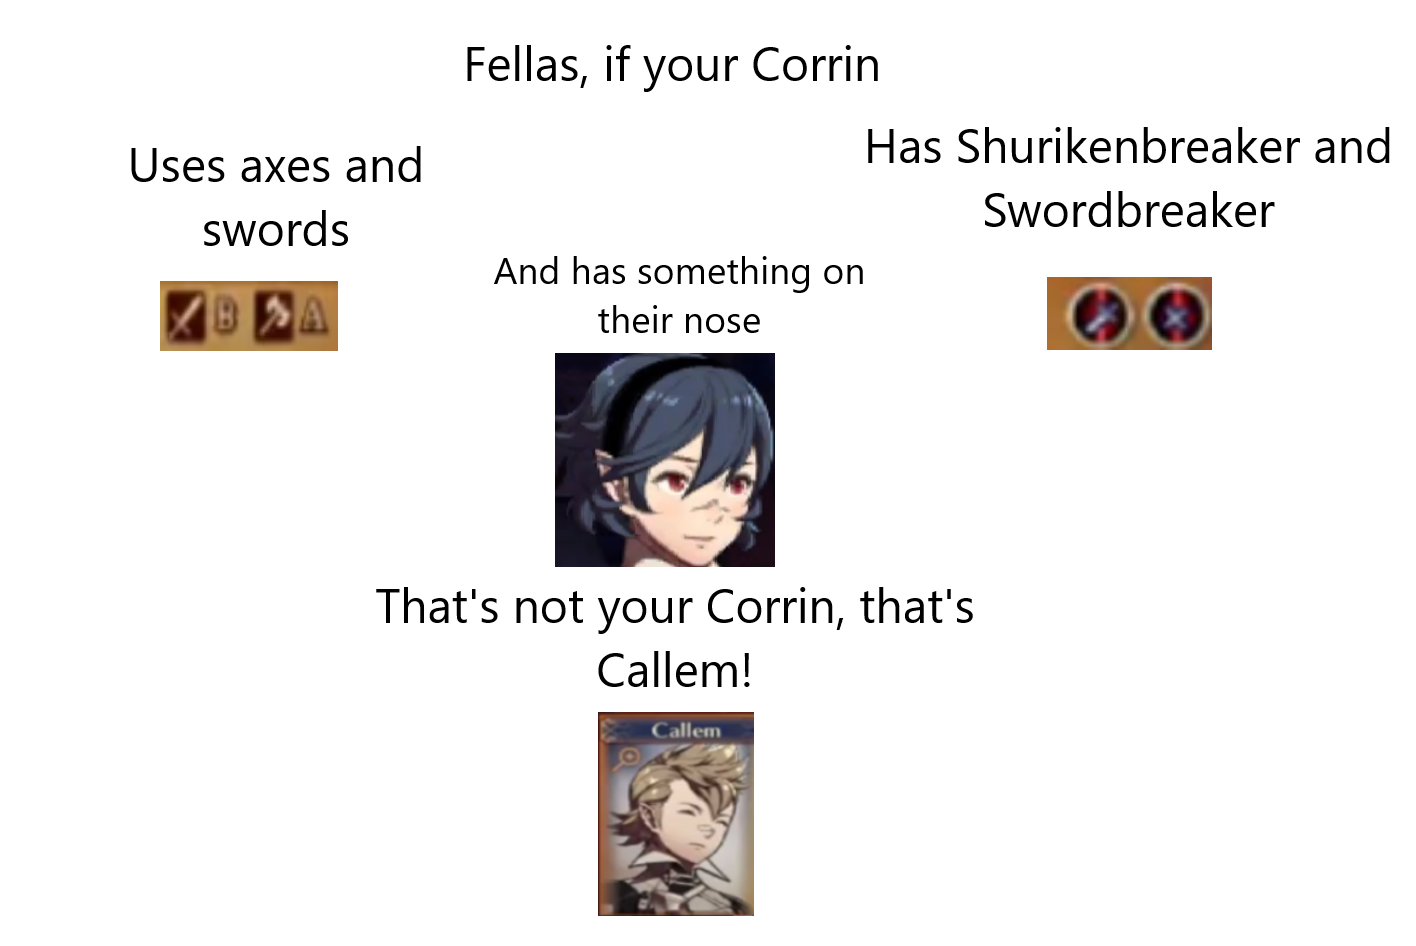 Fellas, if your Corrin
Uses axes and
swords
B A
Has Shurikenbreaker and
Swordbreaker
And has something on
their nose
That's not your Corrin, that's
Callem!
Callem